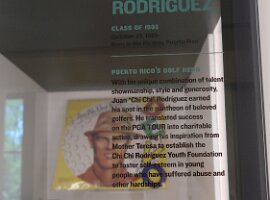 RODRIGUEZ
CLASS OF 1992
PUERTO RICO'S GOLF HERO
With his unique combination of talent
showmanship, style and generosity,
Juan "Chi Chi" Rodriguez earned
his spot in the pantheon of beloved
golfers. He translated success
on the PGA TOUR into charitable
action, drawing his inspiration from
Mother Teresa to establish the
Chi Chi Rodriguez Youth Foundation
to foster self-esteem in young
people who have suffered abuse and
other hardships.